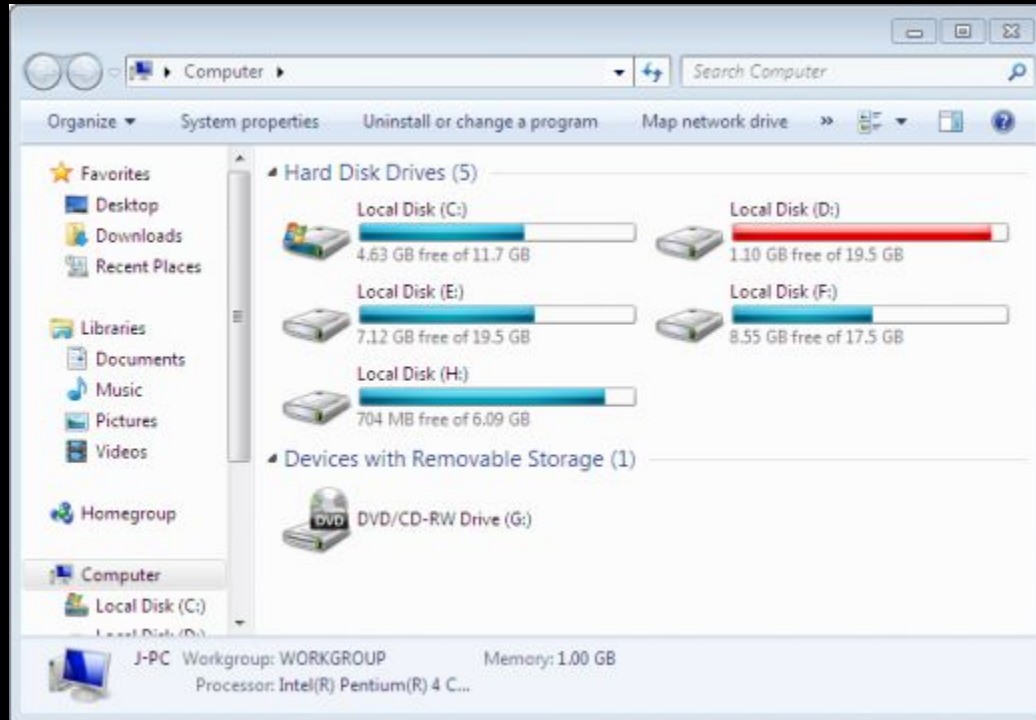 Computer
Search Computer
Organize
System properties
Uninstall or change a program
Map network drive
»
Favorites
Desktop
Downloads
Recent Places
Libraries
Documents
Music
Pictures
Videos
Homegroup
Computer
Local Disk (C:)
Local Disk (D:)
Hard Disk Drives (5)
Local Disk (C:)
4.63 GB free of 11.7 GB
Local Disk (D:)
1.10 GB free of 19.5 GB
Local Disk (E:)
7.12 GB free of 19.5 GB
Local Disk (F:)
8.55 GB free of 17.5 GB
Local Disk (H:)
704 MB free of 6.09 GB
Devices with Removable Storage (1)
DVD
DVD/CD-RW Drive (G:)
J-PC Workgroup: WORKGROUP Memory: 1.00 GB
Processor: Intel(R) Pentium(R) 4 C...